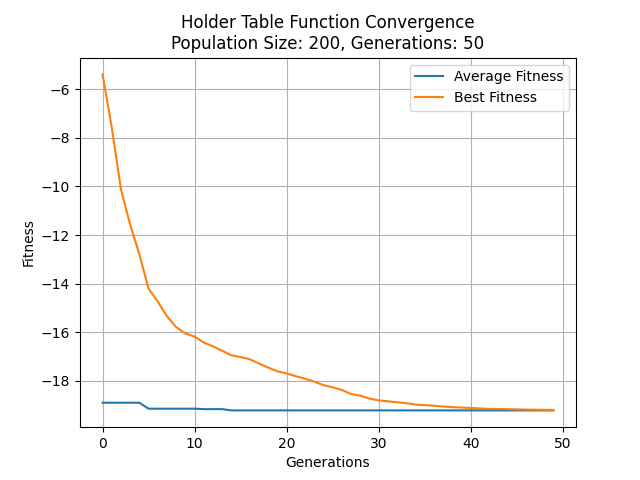 Holder Table Function Convergence
Population Size: 200, Generations: 50
Average Fitness
Best Fitness
−6
−8
−10
−12
−14
−16
−18
Fitness
0 10 20 30 40 50
Generations